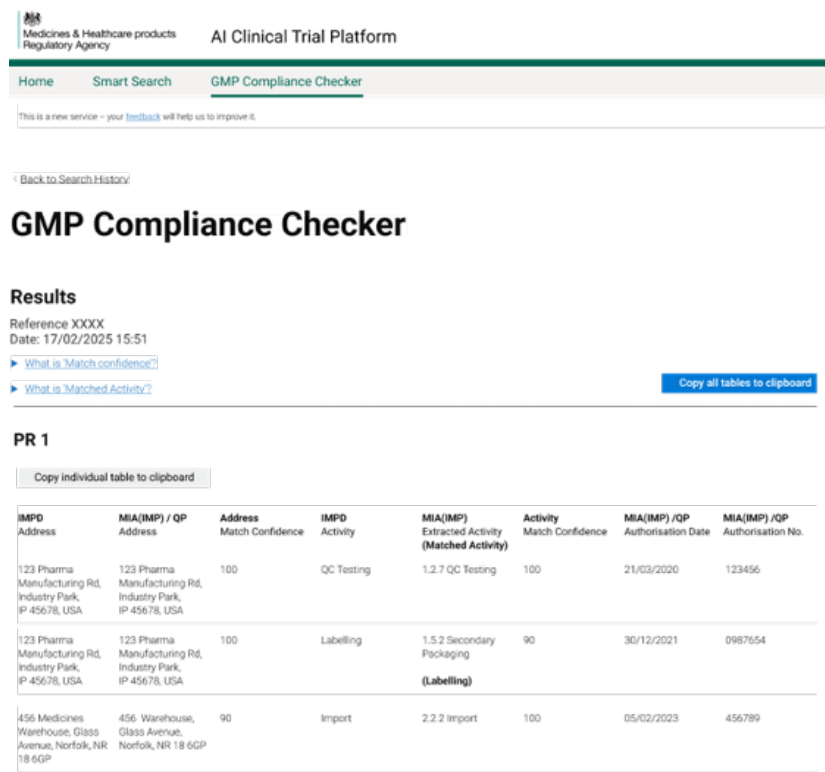 Medicines & Healthcare products
Regulatory Agency
AI Clinical Trial Platform
Home Smart Search GMP Compliance Checker
This is a new service – your feedback will help us to improve it.
Back to Search History
GMP Compliance Checker
Results
Reference XXXX
Date: 17/02/2025 15:51
What is 'Match confidence'?
What is 'Matched Activity'?
Copy all tables to clipboard
PR 1
Copy individual table to clipboard
IMPD MIA(IMP) / QP Address IMPD MIA(IMP) Activity MIA(IMP) /QP MIA(IMP) /QP
Address Address Match Confidence Activity Extracted Activity Match Confidence Authorisation Date Authorisation No.
(Matched Activity)
123 Pharma 123 Pharma 100 QC Testing 1.2.7 QC Testing 100 21/03/2020 123456
Manufacturing Rd, Manufacturing Rd,
Industry Park, Industry Park,
IP 45678, USA IP 45678, USA
123 Pharma 123 Pharma 100 Labelling 1.5.2 Secondary 90 30/12/2021 0987654
Manufacturing Rd, Manufacturing Rd, Packaging
Industry Park, Industry Park,
IP 45678, USA IP 45678, USA (Labelling)
456 Medicines 456 Warehouse, 90 Import 2.2.2 Import 100 05/02/2023 456789
Warehouse, Glass Glass Avenue,
Avenue, Norfolk, NR Norfolk, NR 18 6GP
18 6GP